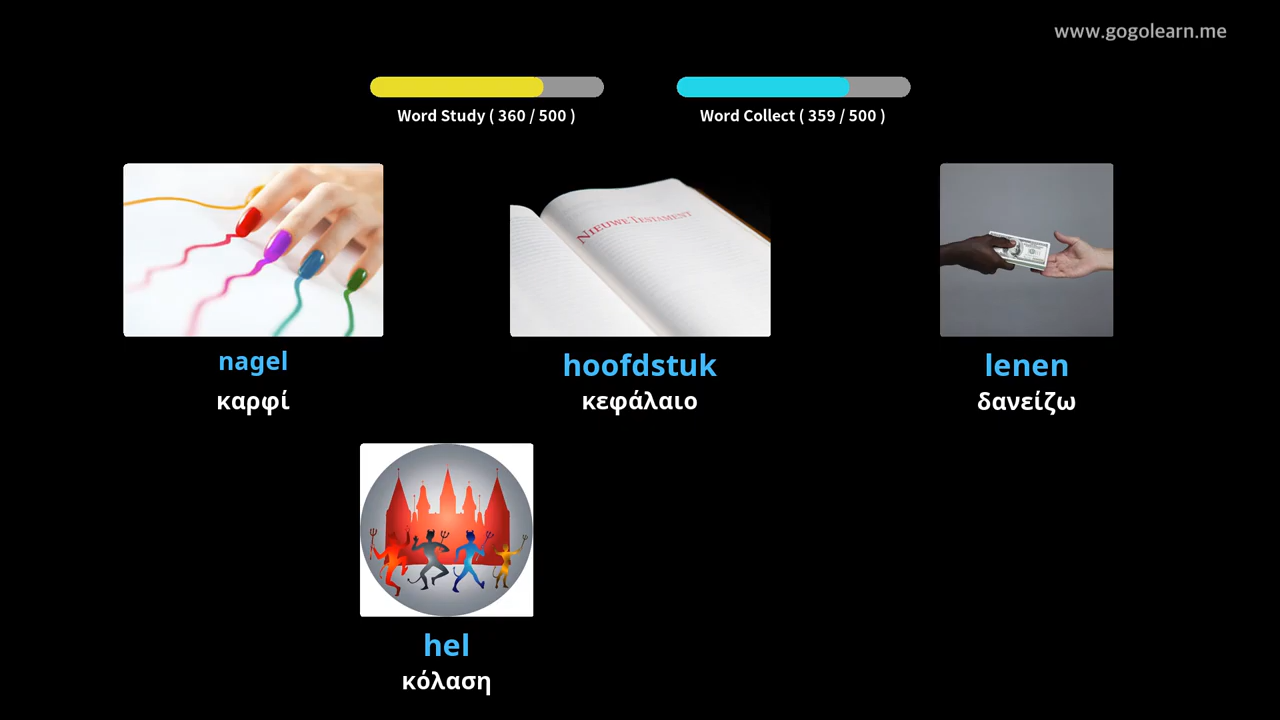 www.gogolearn.me
Word Study ( 360 / 500 )
Word Collect ( 359 / 500 )
NIEUWE TESTAMENT
nagel
καρφί
hoofdstuk
κεφάλαιο
lenen
δανείζω
hel
κόλαση